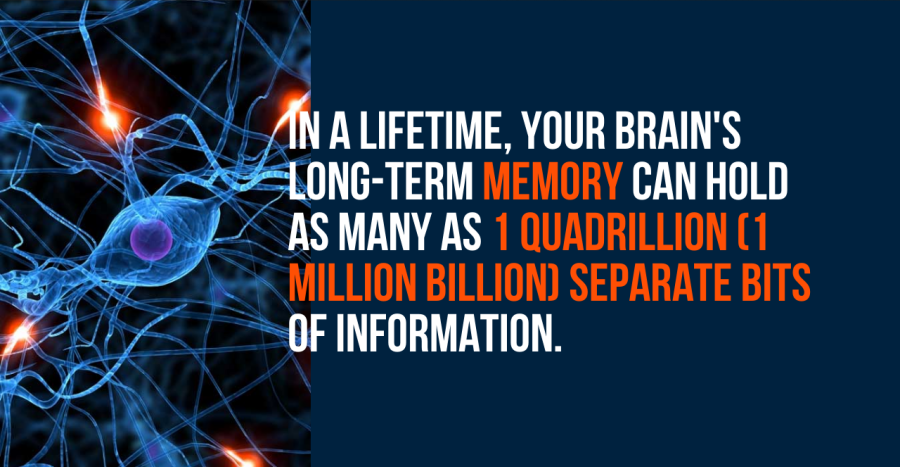 IN A LIFETIME, YOUR BRAIN'S
LONG-TERM MEMORY CAN HOLD
AS MANY AS 1 QUADRILLION (1
MILLION BILLION) SEPARATE BITS
OF INFORMATION.